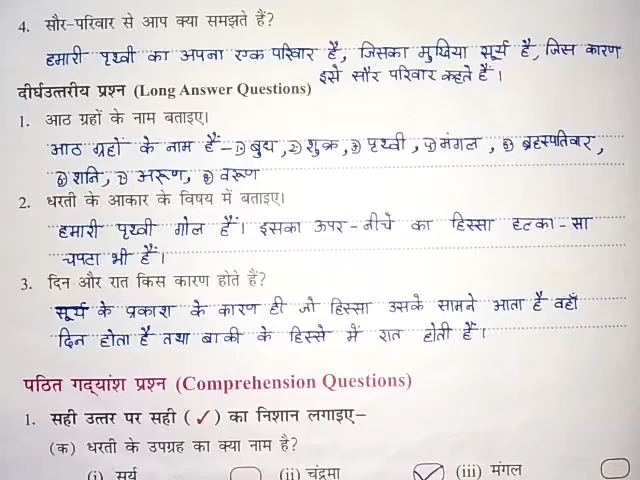 4. सौर-परिवार से आप क्या समझते हैं?
हमारी पृथ्वी का अपना एक परिवार है, जिसका मुखिया सूर्य है, जिस कारण
इसे सौर परिवार कहते हैं।
दीर्घउत्तरीय प्रश्न (Long Answer Questions)
1. आठ ग्रहों के नाम बताइए।
आठ ग्रहों के नाम हैं – 1) बुध, 2) शुक्र, 3) पृथ्वी, 4) मंगल, 5) ब्रहस्पतिवार,
6) शनि, 7) अरूण, 8) वरूण
2. धरती के आकार के विषय में बताइए।
हमारी पृथ्वी गोल हैं। इसका ऊपर-नीचे का हिस्सा हल्का-सा
चपटा भी हैं।
3. दिन और रात किस कारण होते हैं?
सूर्य के प्रकाश के कारण ही जो हिस्सा उसके सामने आता है वहाँ
दिन होता है तथा बाकी के हिस्से में रात होती हैं।
पठित गद्यांश प्रश्न (Comprehension Questions)
1. सही उत्तर पर सही (✓) का निशान लगाइए–
(क) धरती के उपग्रह का क्या नाम है?
(i) सूर्य (ii) चंद्रमा ✓ (iii) मंगल